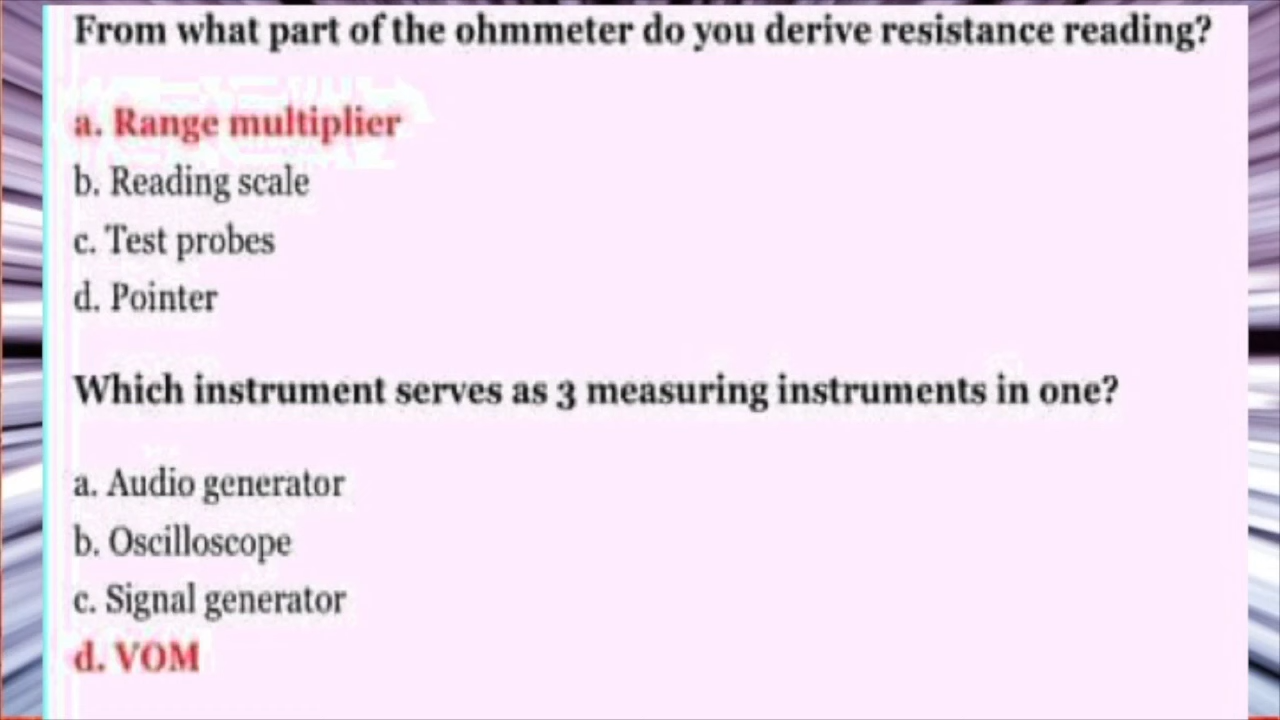 From what part of the ohmmeter do you derive resistance reading?
a. Range multiplier
b. Reading scale
c. Test probes
d. Pointer
Which instrument serves as 3 measuring instruments in one?
a. Audio generator
b. Oscilloscope
c. Signal generator
d. VOM